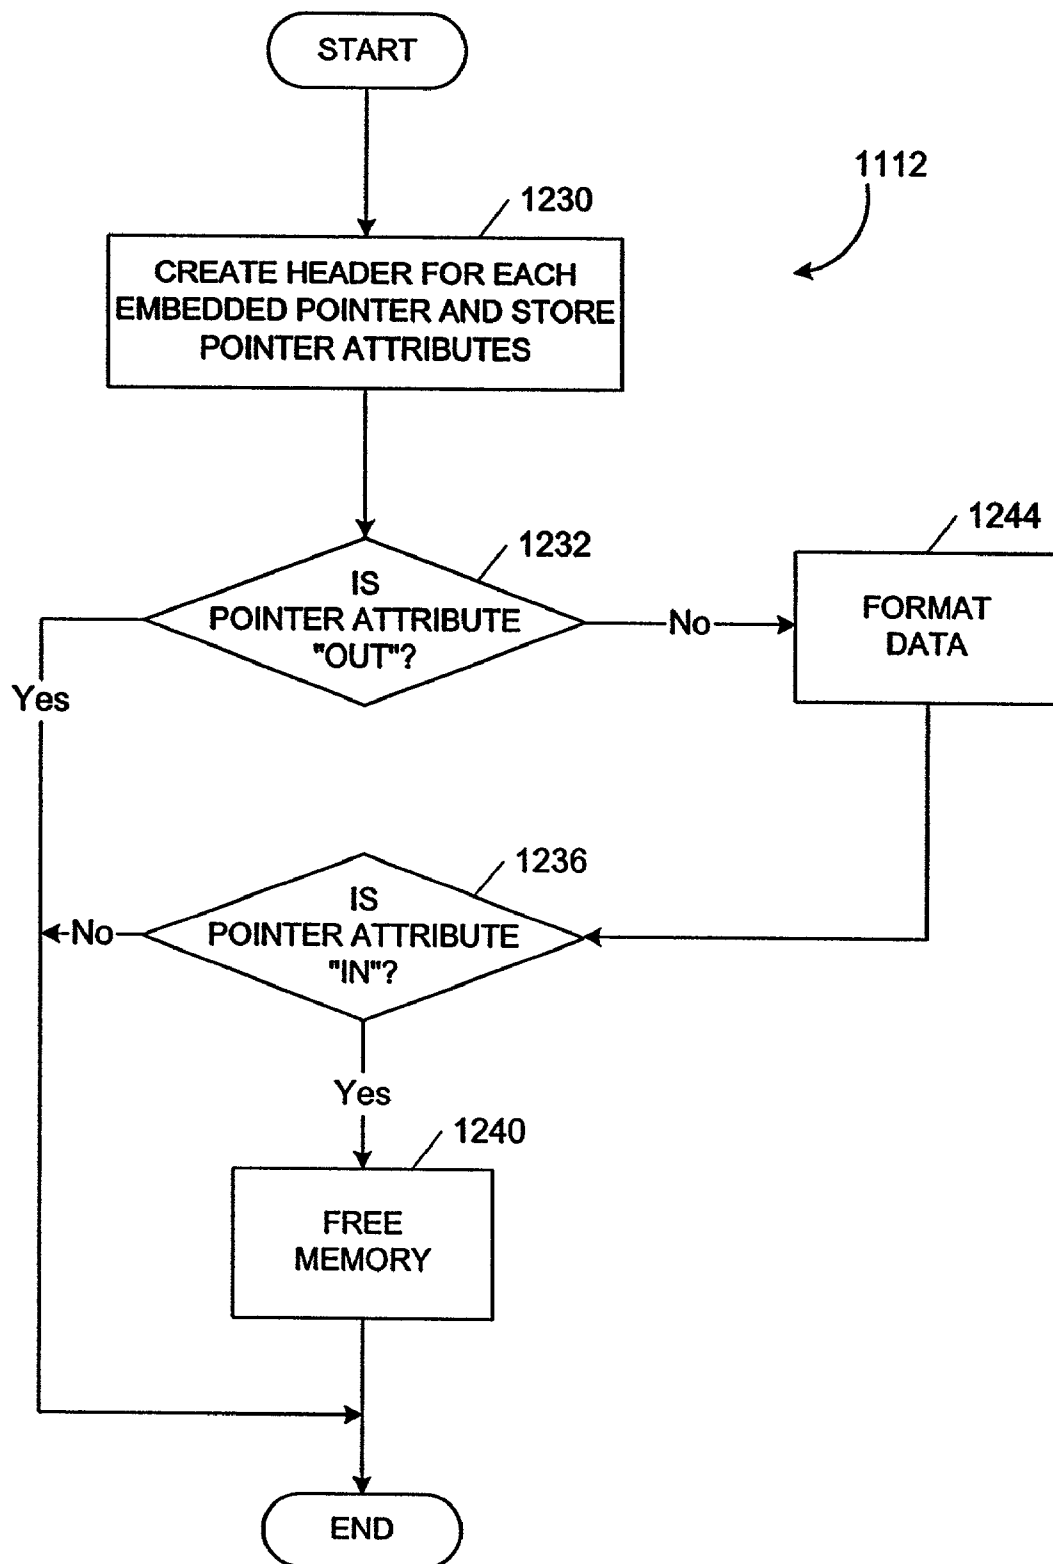 START
1112
1230
CREATE HEADER FOR EACH
EMBEDDED POINTER AND STORE
POINTER ATTRIBUTES
1232
IS
POINTER ATTRIBUTE
"OUT"?
No
1244
FORMAT
DATA
Yes
1236
IS
POINTER ATTRIBUTE
"IN"?
No
Yes
1240
FREE
MEMORY
END